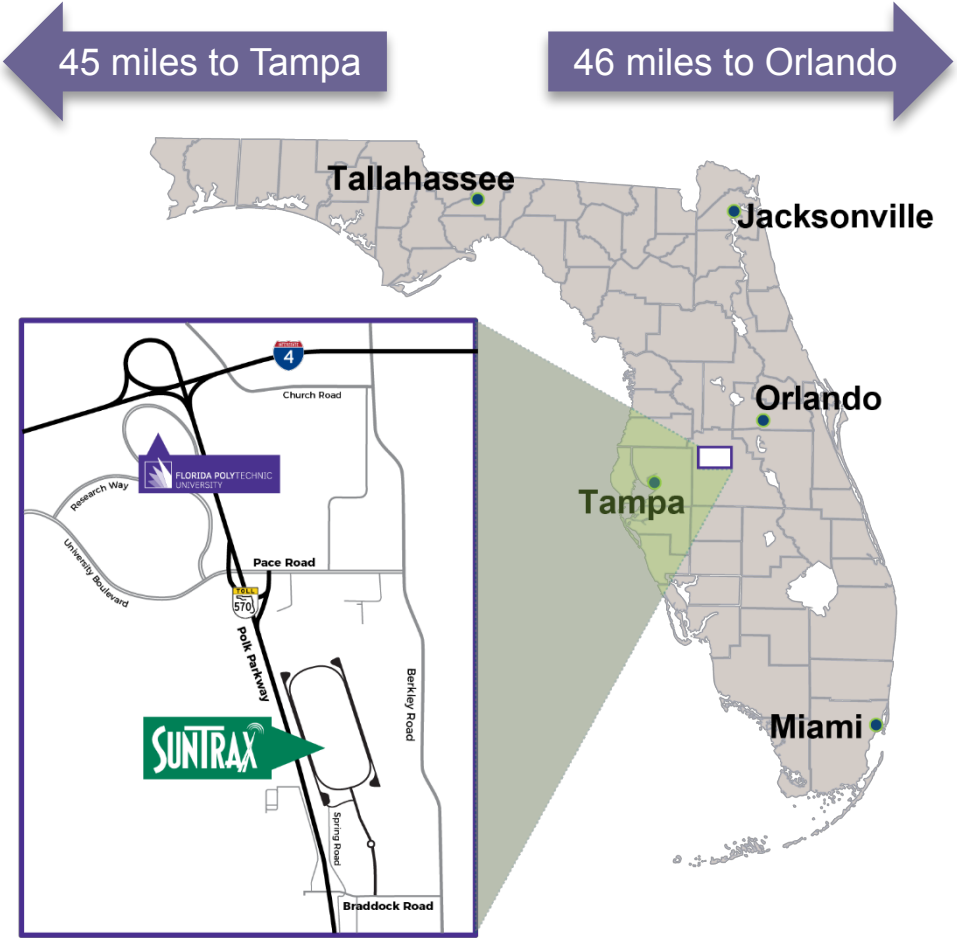 45 miles to Tampa
46 miles to Orlando
Tallahassee
Jacksonville
Orlando
Tampa
Miami
INTERSTATE
4
Church Road
FLORIDA POLYTECHNIC
UNIVERSITY
Research Way
University Boulevard
Pace Road
TOLL
570
Polk Parkway
Berkley Road
SUNTRAX
Spring Road
Braddock Road